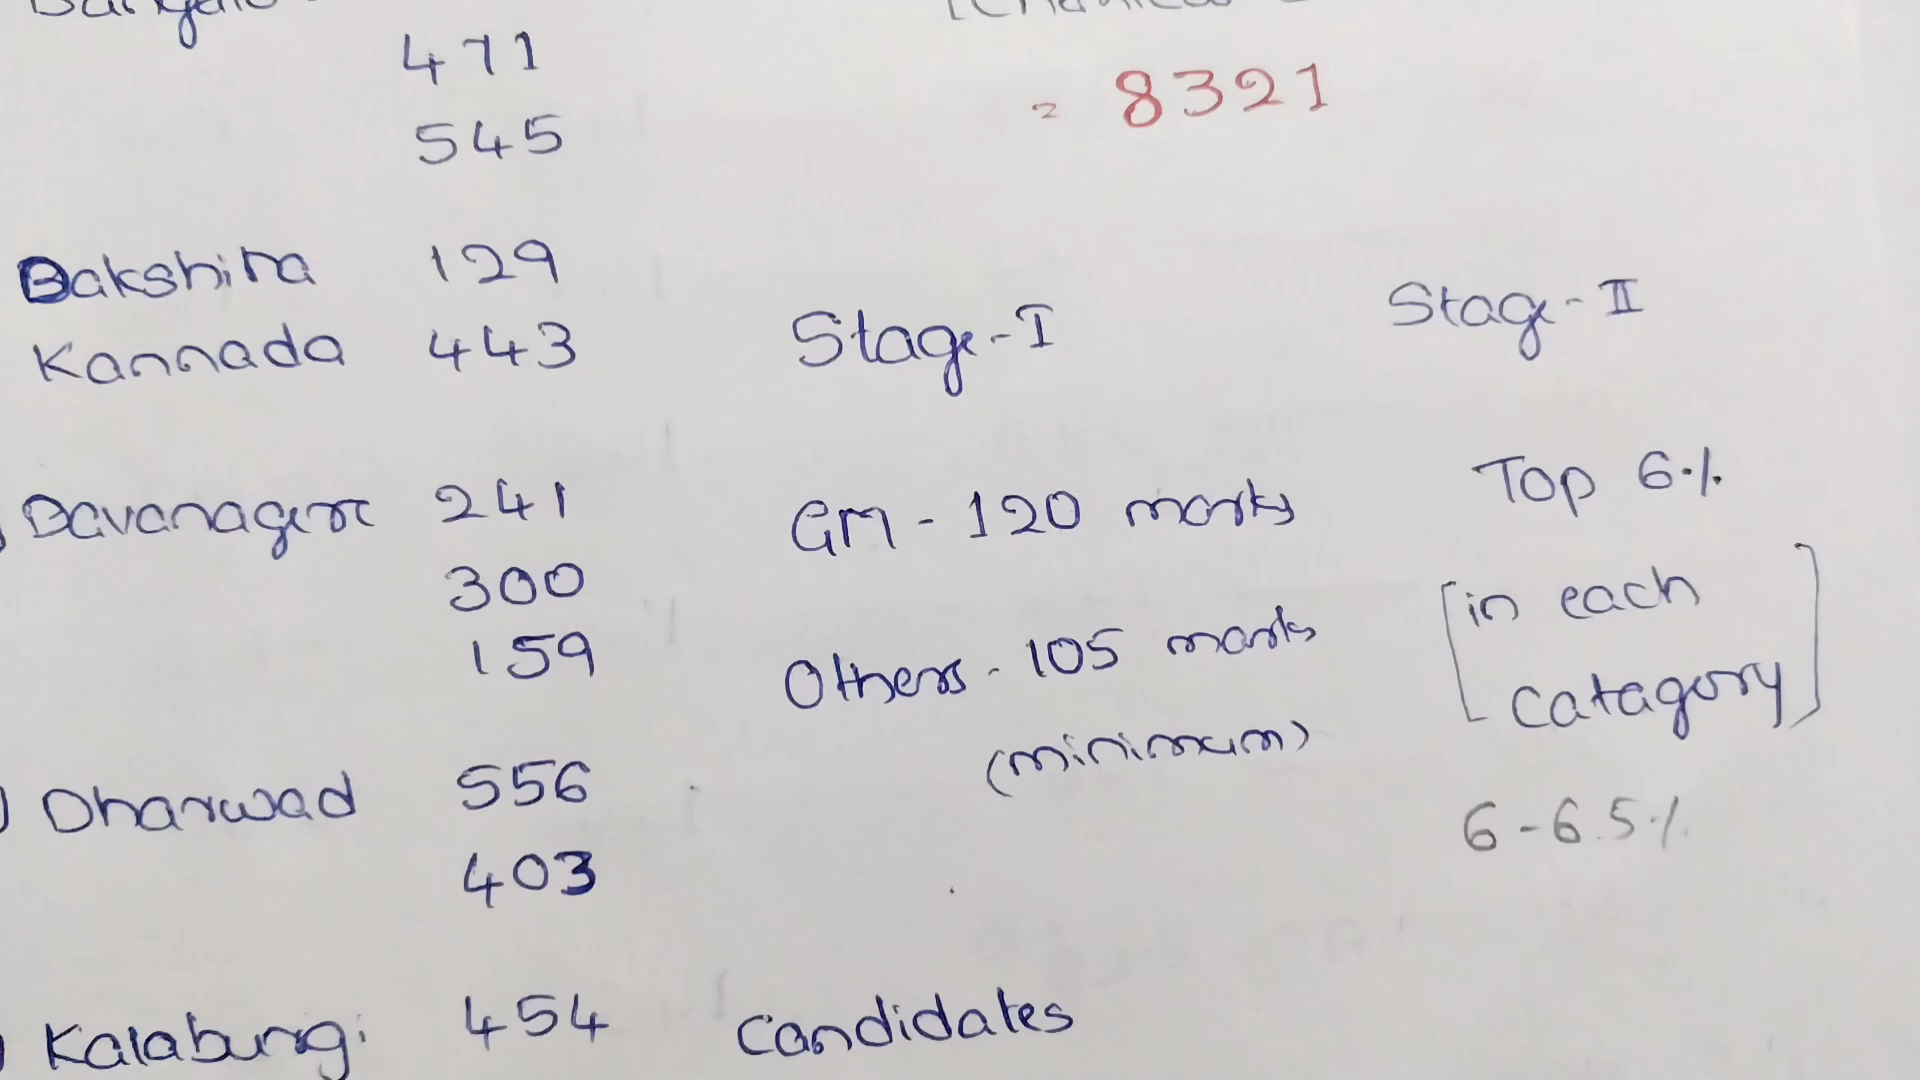 471
= 8321
545
Dakshina 129
Kannada 443
Stage-I
Stage-II
Davanagere 241
300
159
GM - 120 marks
Others - 105 marks
(minimum)
Top 6%
[in each
Catagory]
6-6.5%
Dharwad 556
403
Kalaburgi 454 Candidates